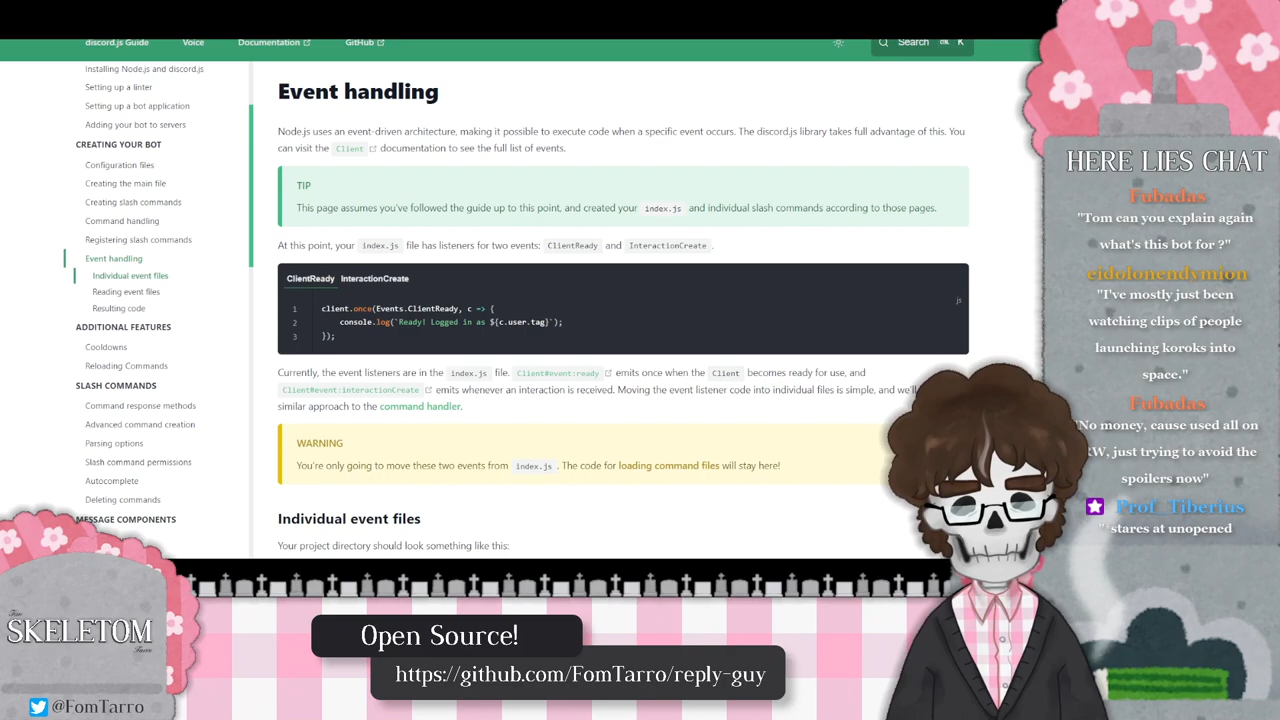 discord.js Guide
Voice
Documentation
GitHub
Search
K
Installing Node.js and discord.js
Setting up a linter
Setting up a bot application
Adding your bot to servers
CREATING YOUR BOT
Configuration files
Creating the main file
Creating slash commands
Command handling
Registering slash commands
Event handling
Individual event files
Reading event files
Resulting code
ADDITIONAL FEATURES
Cooldowns
Reloading Commands
SLASH COMMANDS
Command response methods
Advanced command creation
Parsing options
Slash command permissions
Autocomplete
Deleting commands
MESSAGE COMPONENTS
Event handling
Node.js uses an event-driven architecture, making it possible to execute code when a specific event occurs. The discord.js library takes full advantage of this. You
can visit the Client documentation to see the full list of events.
TIP
This page assumes you've followed the guide up to this point, and created your index.js and individual slash commands according to those pages.
At this point, your index.js file has listeners for two events: ClientReady and InteractionCreate .
ClientReady InteractionCreate
js
1 client.once(Events.ClientReady, c => {
2 console.log(`Ready! Logged in as ${c.user.tag}`);
3 });
Currently, the event listeners are in the index.js file. Client#event:ready emits once when the Client becomes ready for use, and
Client#event:interactionCreate emits whenever an interaction is received. Moving the event listener code into individual files is simple, and we'll
similar approach to the command handler.
WARNING
You're only going to move these two events from index.js . The code for loading command files will stay here!
Individual event files
Your project directory should look something like this:
HERE LIES CHAT
Fubadas
"Tom can you explain again
what's this bot for ?"
eidolonendymion
"I've mostly just been
watching clips of people
launching koroks into
space."
Fubadas
"No money, cause used all on
RW, just trying to avoid the
spoilers now"
Prof_Tiberius
"*stares at unopened
Tom
SKELETOM
Tarro
@FomTarro
Open Source!
https://github.com/FomTarro/reply-guy